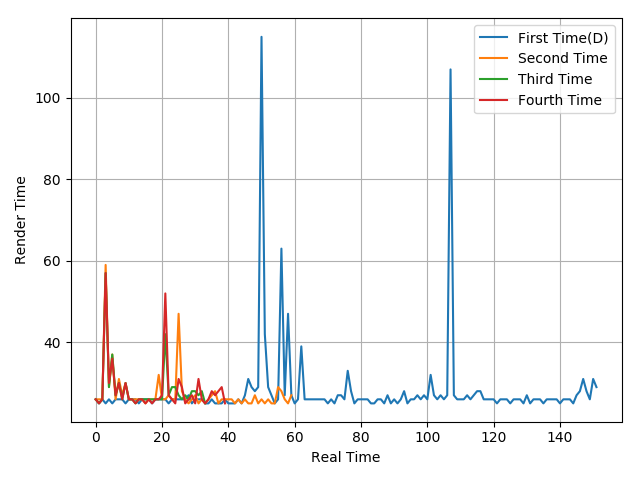 First Time(D)
Second Time
Third Time
Fourth Time
Render Time
100
80
60
40
0 20 40 60 80 100 120 140
Real Time